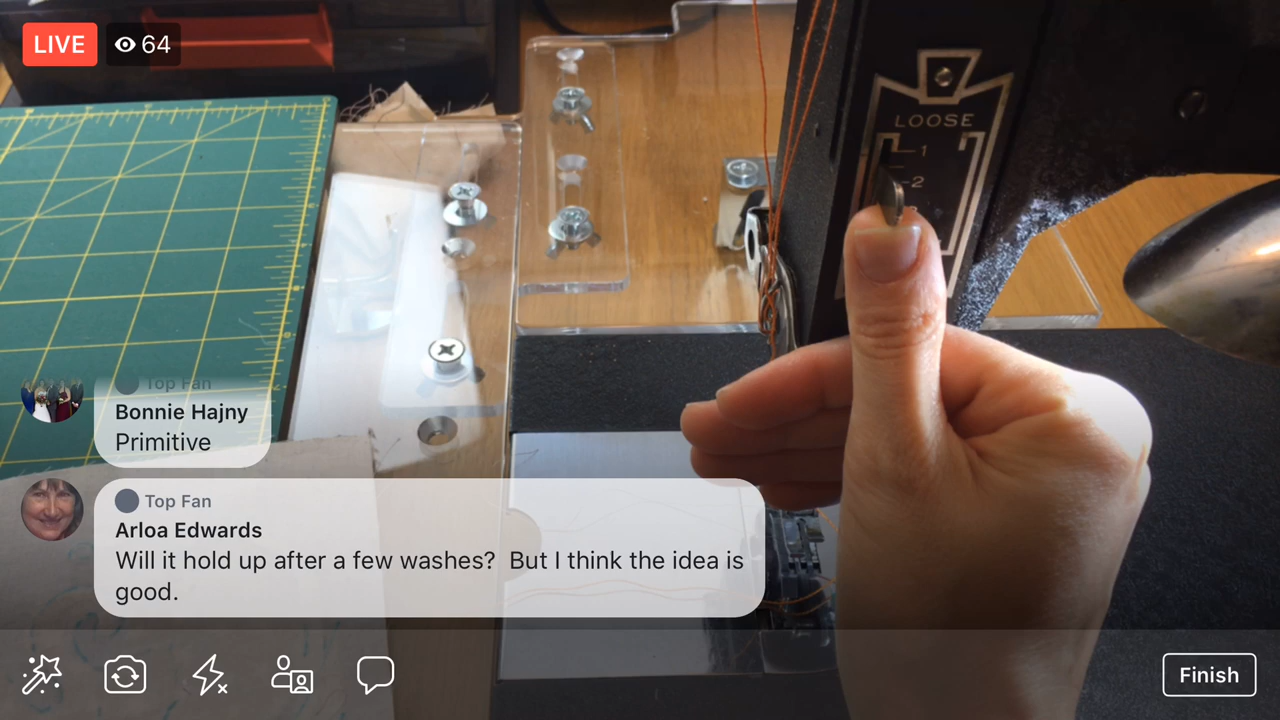 LIVE
64
LOOSE
1
2
Top Fan
Bonnie Hajny
Primitive
Top Fan
Arloa Edwards
Will it hold up after a few washes? But I think the idea is
good.
Finish